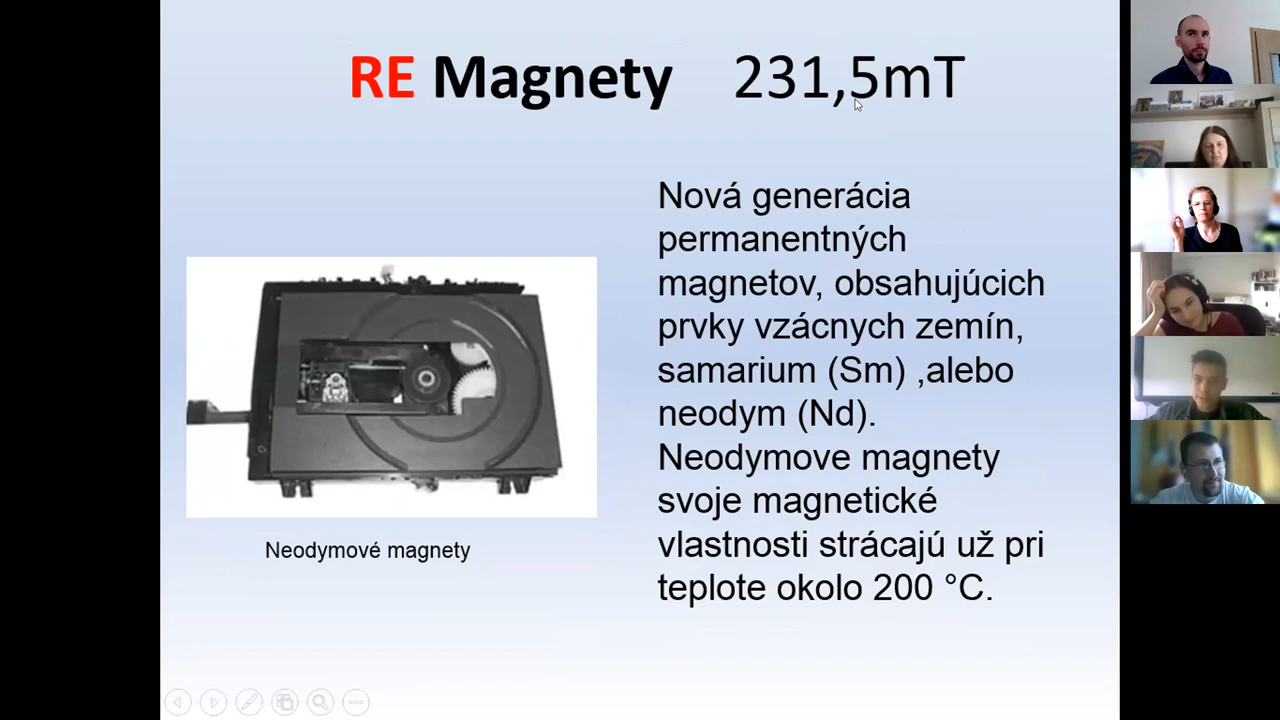 RE Magnety 231,5mT
Nová generácia
permanentných
magnetov, obsahujúcich
prvky vzácnych zemín,
samarium (Sm) ,alebo
neodym (Nd).
Neodymove magnety
svoje magnetické
vlastnosti strácajú už pri
teplote okolo 200 °C.
Neodymové magnety